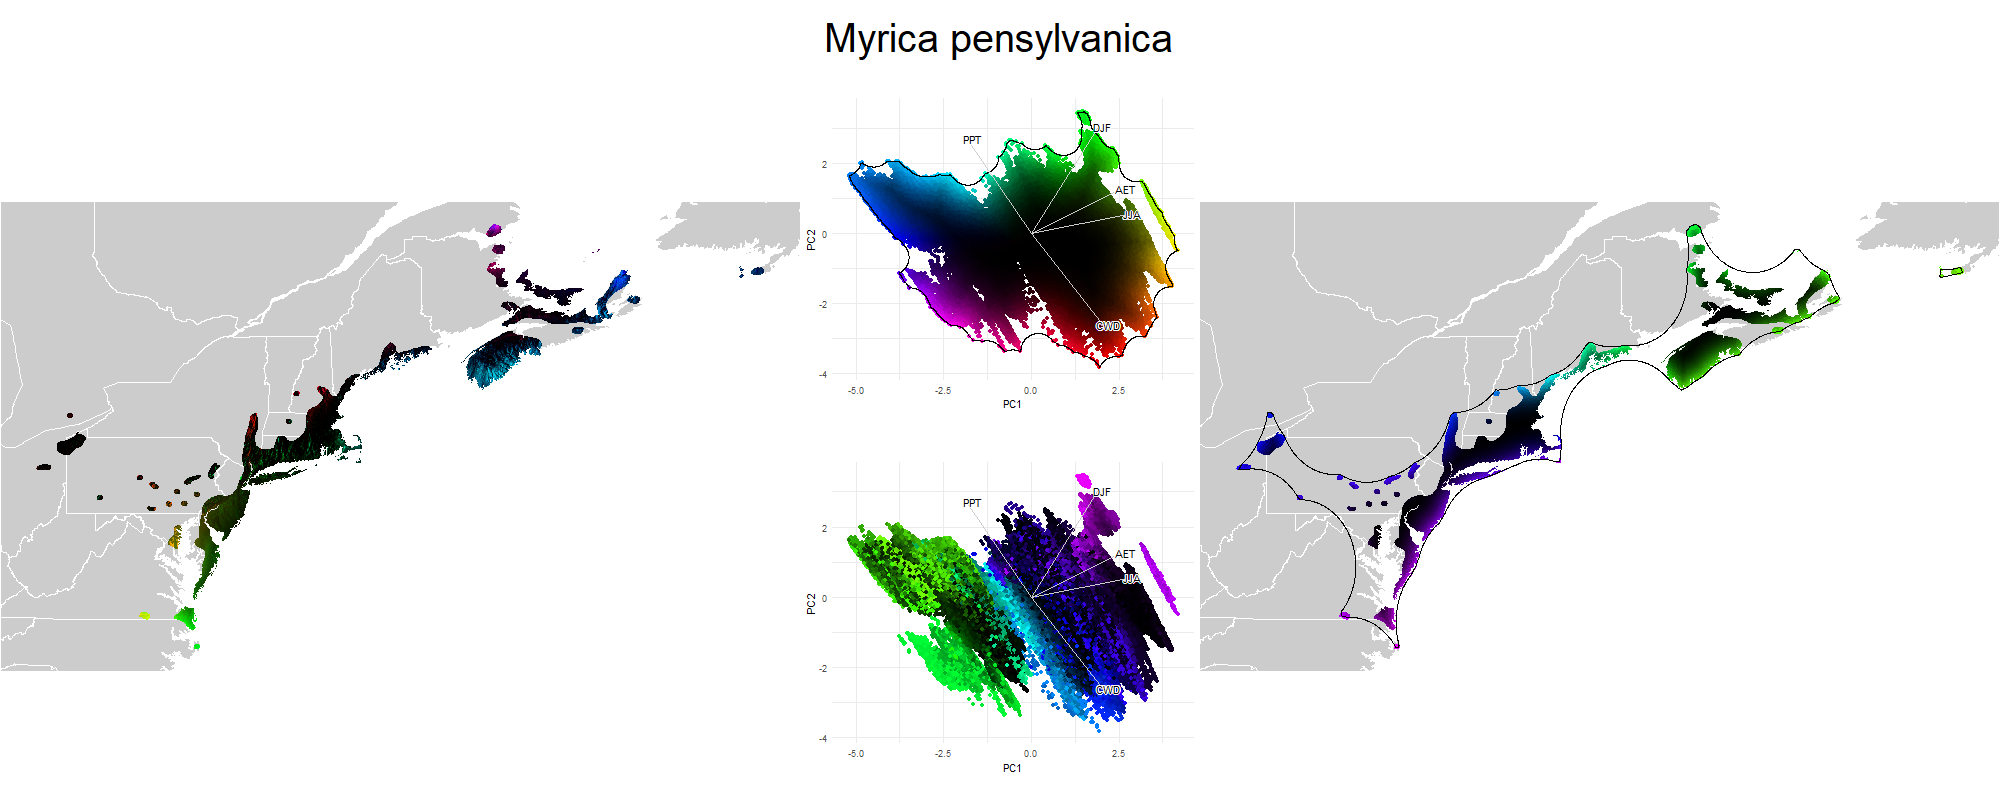 Myrica pensylvanica
PPT
DJF
AET
JJA
CWD
2
0
-2
-4
PC2
-5.0
-2.5
0.0
2.5
PC1
PPT
DJF
AET
JJA
CWD
2
0
-2
-4
PC2
-5.0
-2.5
0.0
2.5
PC1